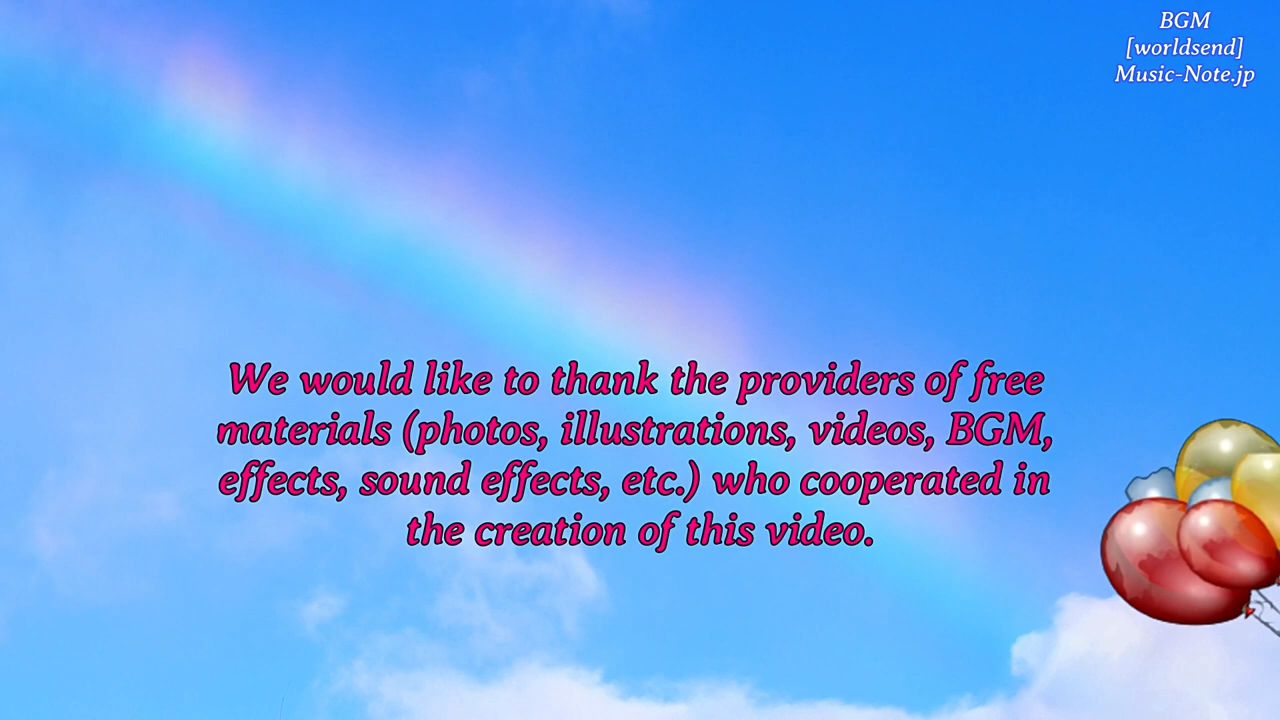 BGM
[worldsend]
Music-Note.jp
We would like to thank the providers of free
materials (photos, illustrations, videos, BGM,
effects, sound effects, etc.) who cooperated in
the creation of this video.